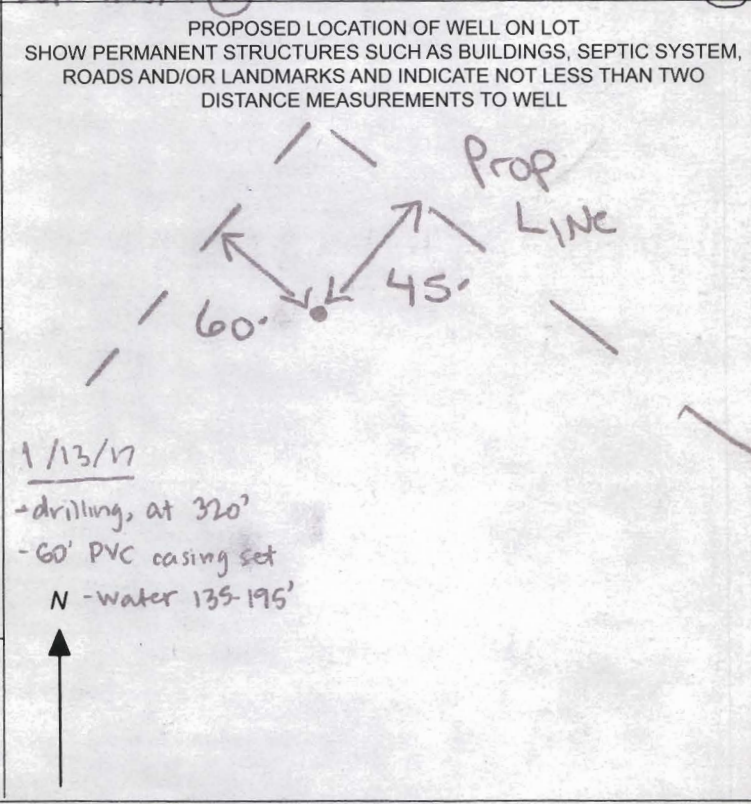 PROPOSED LOCATION OF WELL ON LOT
SHOW PERMANENT STRUCTURES SUCH AS BUILDINGS, SEPTIC SYSTEM,
ROADS AND/OR LANDMARKS AND INDICATE NOT LESS THAN TWO
DISTANCE MEASUREMENTS TO WELL
Prop
LINE
45'
60'
1/13/17
-drilling, at 320'
-60' PVC casing set
N -water 135-195'